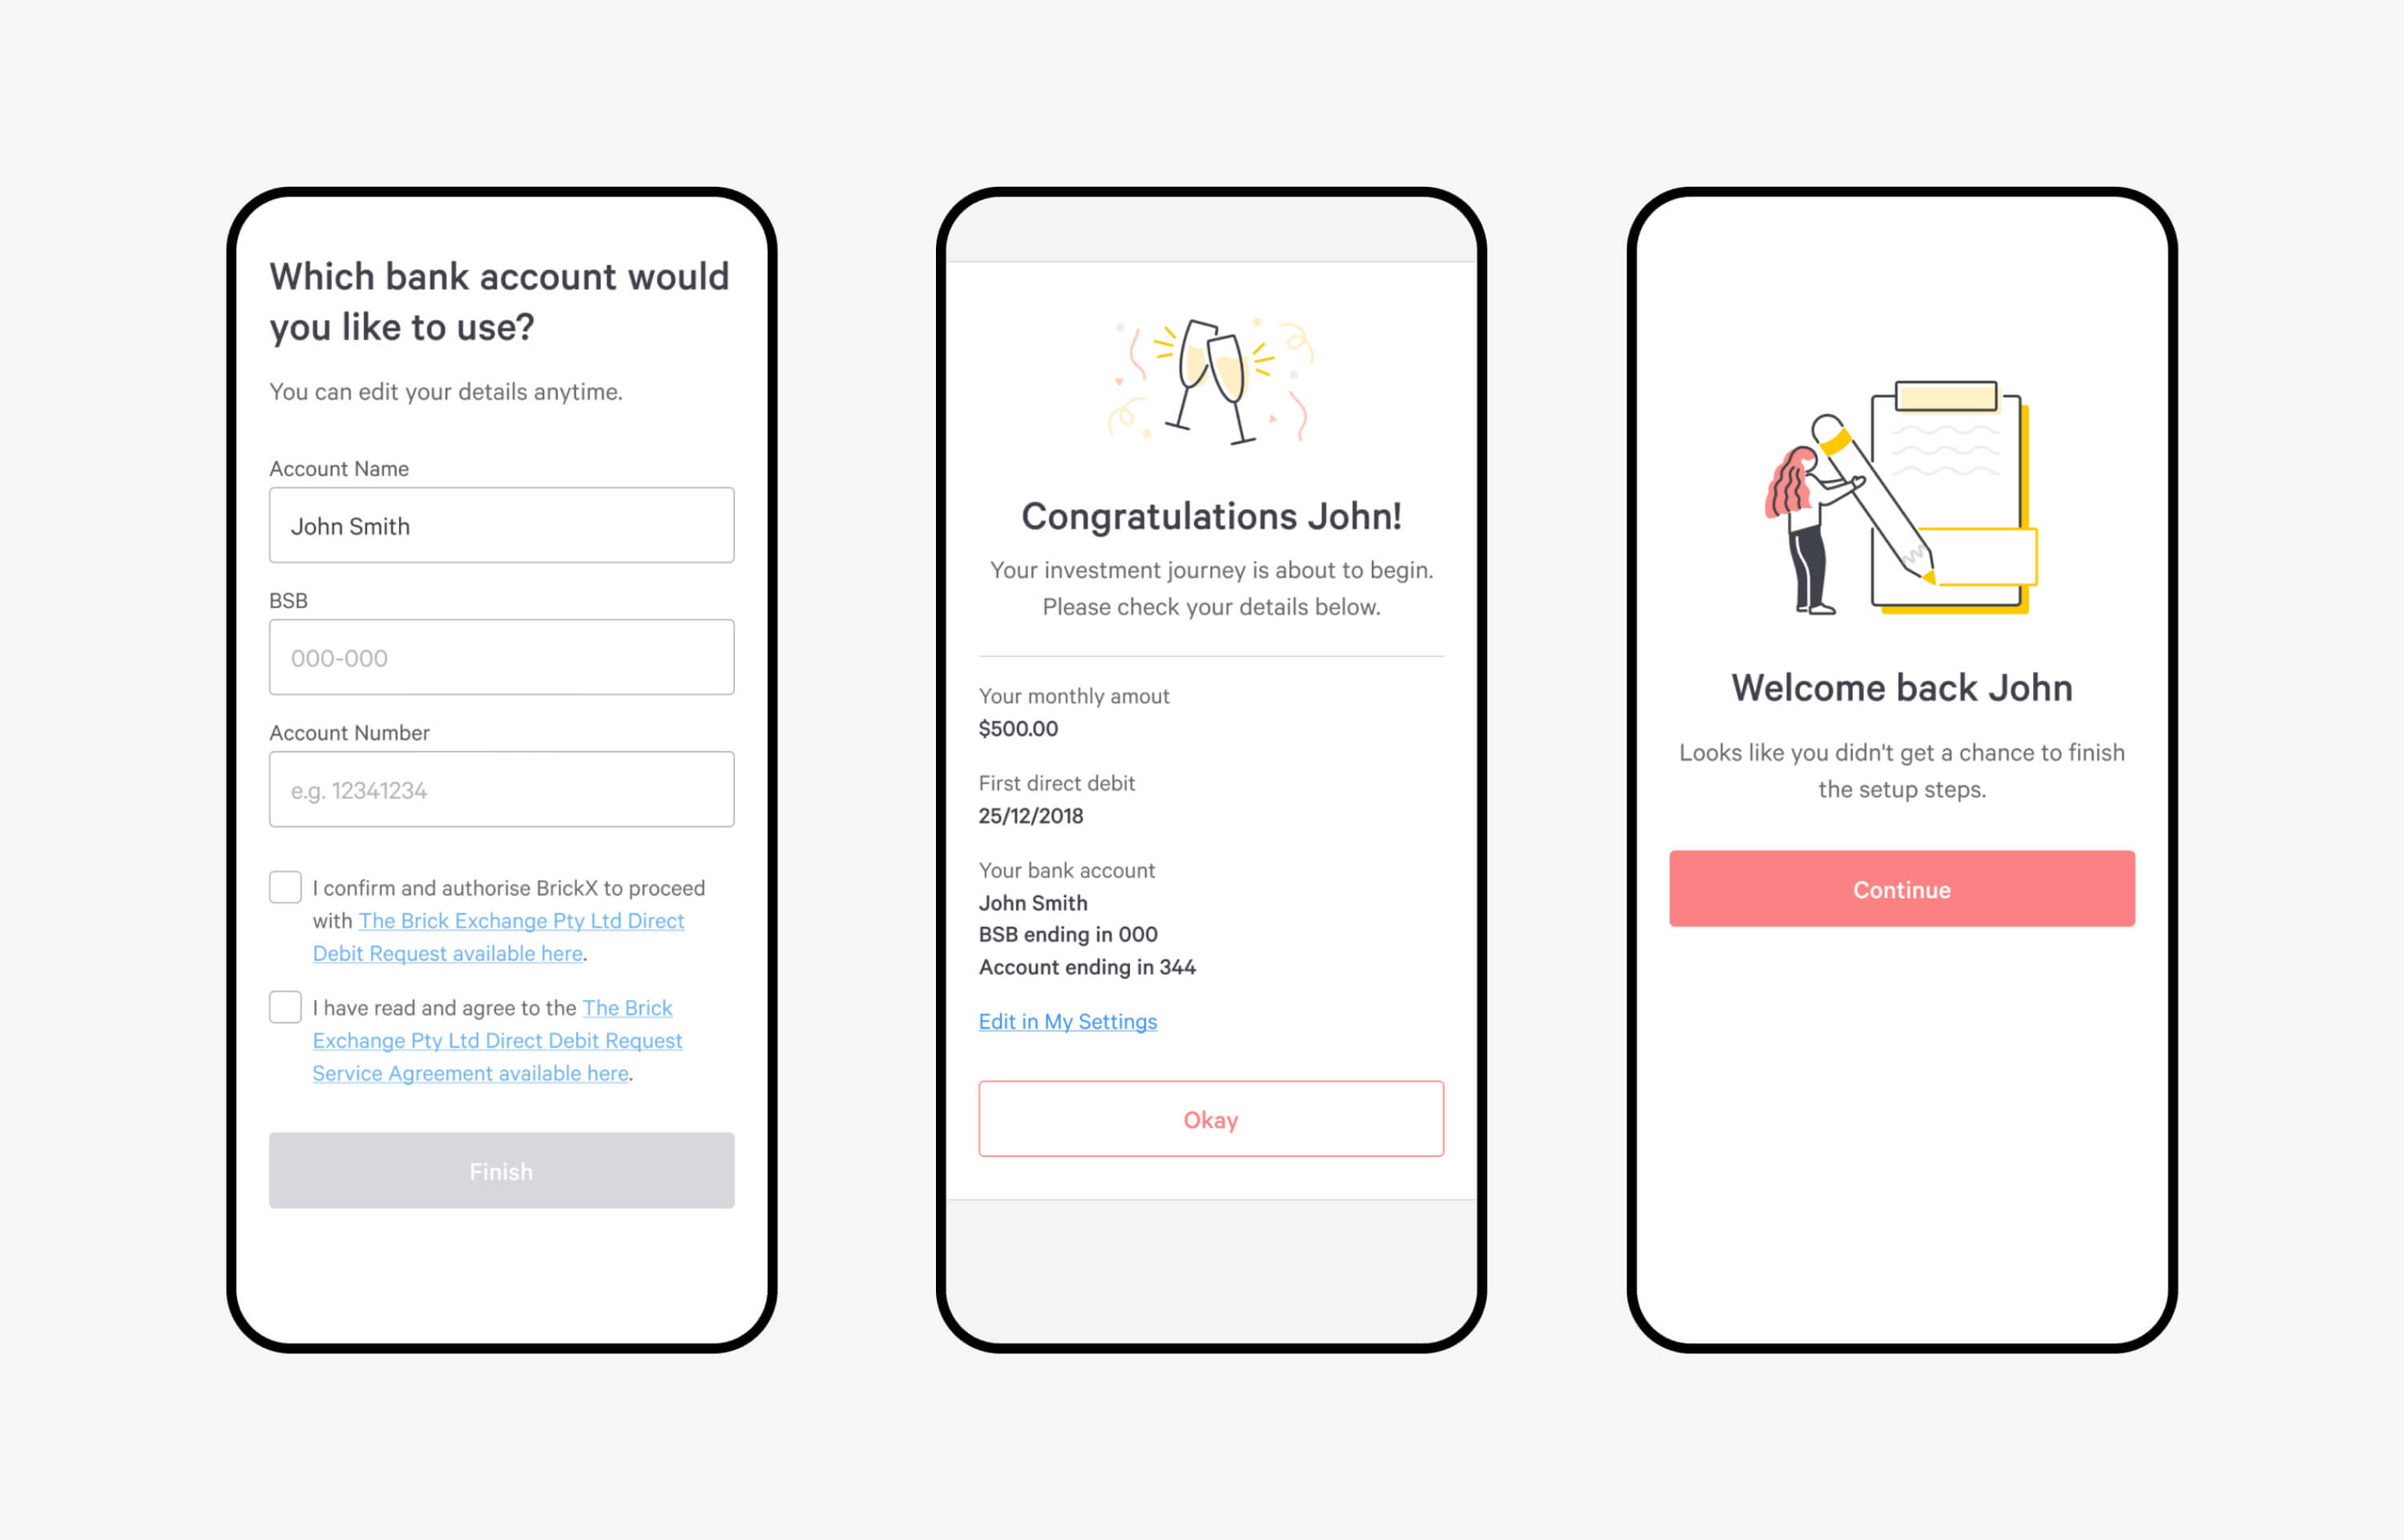 Which bank account would
you like to use?
You can edit your details anytime.
Account Name
John Smith
BSB
000-000
Account Number
e.g. 12341234
I confirm and authorise BrickX to proceed
with The Brick Exchange Pty Ltd Direct
Debit Request available here.
I have read and agree to the The Brick
Exchange Pty Ltd Direct Debit Request
Service Agreement available here.
Finish
Congratulations John!
Your investment journey is about to begin.
Please check your details below.
Your monthly amout
$500.00
First direct debit
25/12/2018
Your bank account
John Smith
BSB ending in 000
Account ending in 344
Edit in My Settings
Okay
Welcome back John
Looks like you didn't get a chance to finish
the setup steps.
Continue